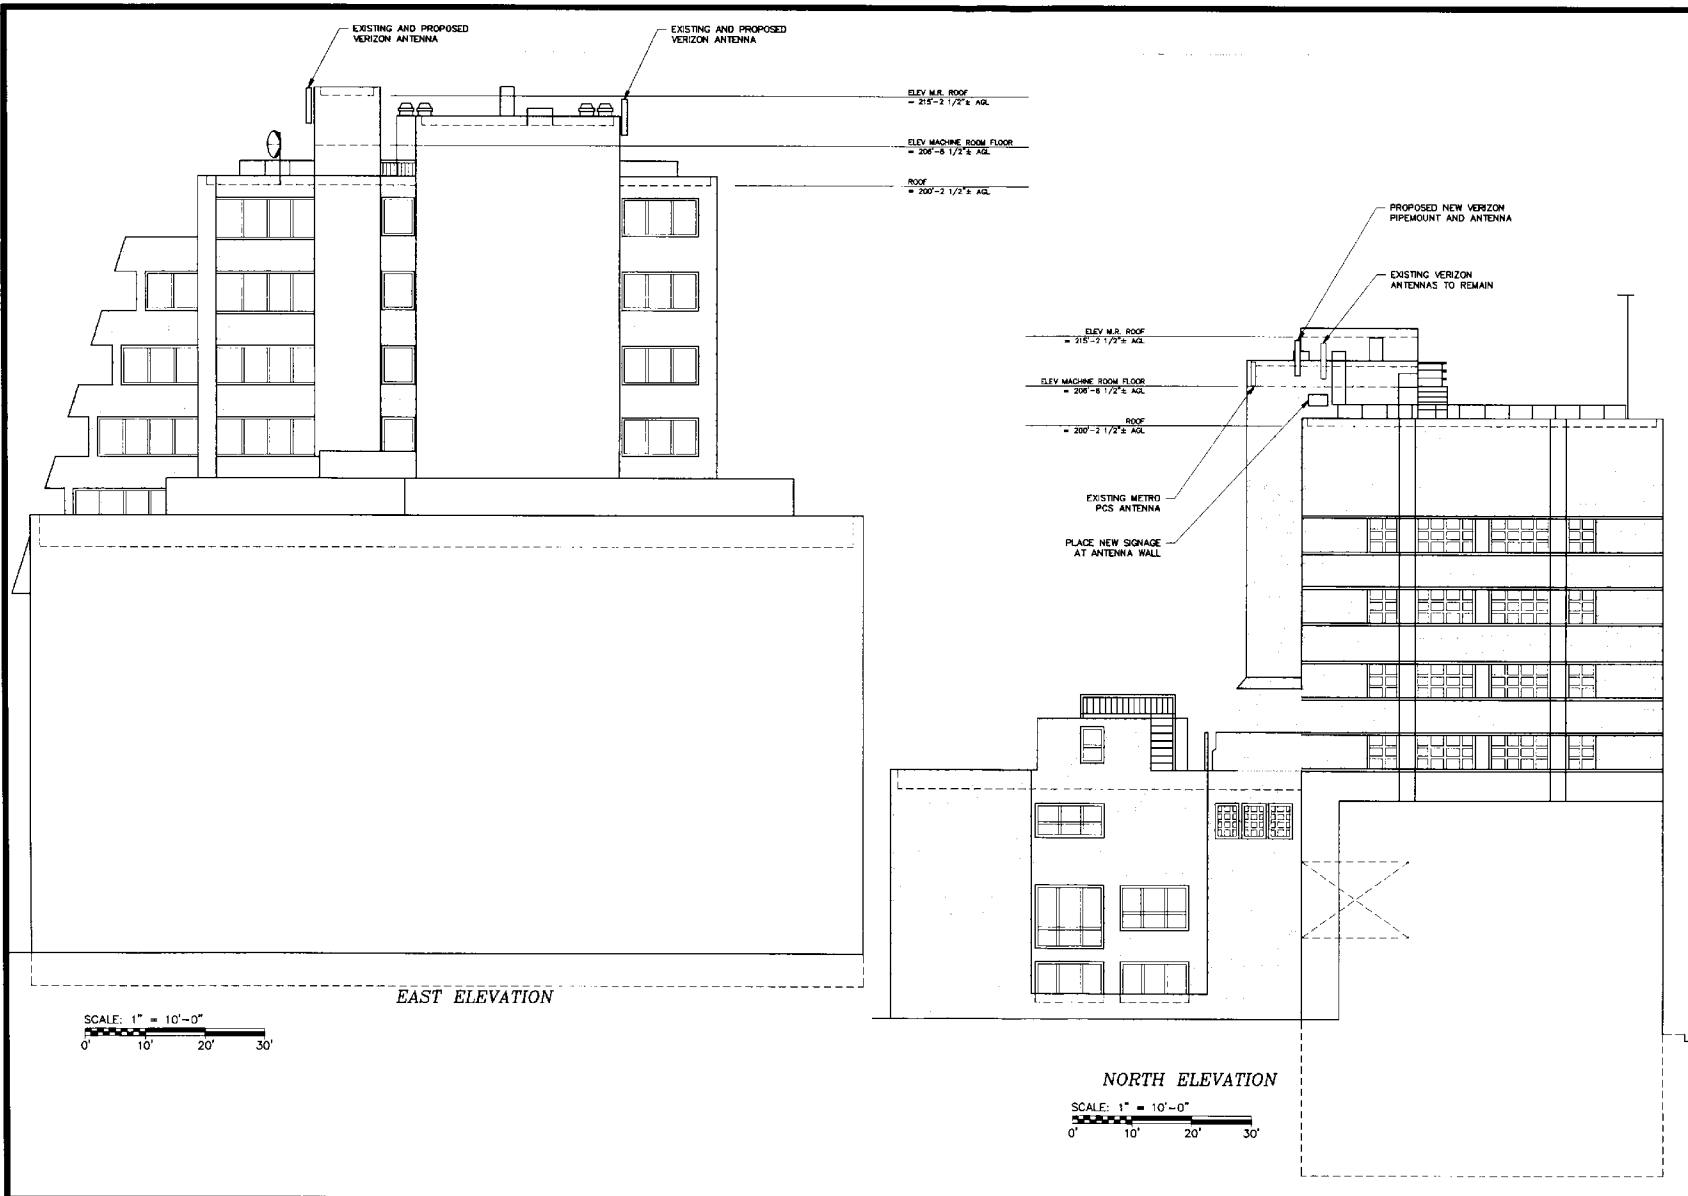 EXISTING AND PROPOSED
VERIZON ANTENNA
EXISTING AND PROPOSED
VERIZON ANTENNA
ELEV M.R. ROOF
= 215'-2 1/2"± AGL
ELEV MACHINE ROOM FLOOR
= 206'-8 1/2"± AGL
ROOF
= 200'-2 1/2"± AGL
PROPOSED NEW VERIZON
PIPEMOUNT AND ANTENNA
EXISTING VERIZON
ANTENNAS TO REMAIN
ELEV M.R. ROOF
= 215'-2 1/2"± AGL
ELEV MACHINE ROOM FLOOR
= 206'-8 1/2"± AGL
ROOF
= 200'-2 1/2"± AGL
EXISTING METRO
PCS ANTENNA
PLACE NEW SIGNAGE
AT ANTENNA WALL
EAST ELEVATION
SCALE: 1" = 10'-0"
0' 10' 20' 30'
NORTH ELEVATION
SCALE: 1" = 10'-0"
0' 10' 20' 30'